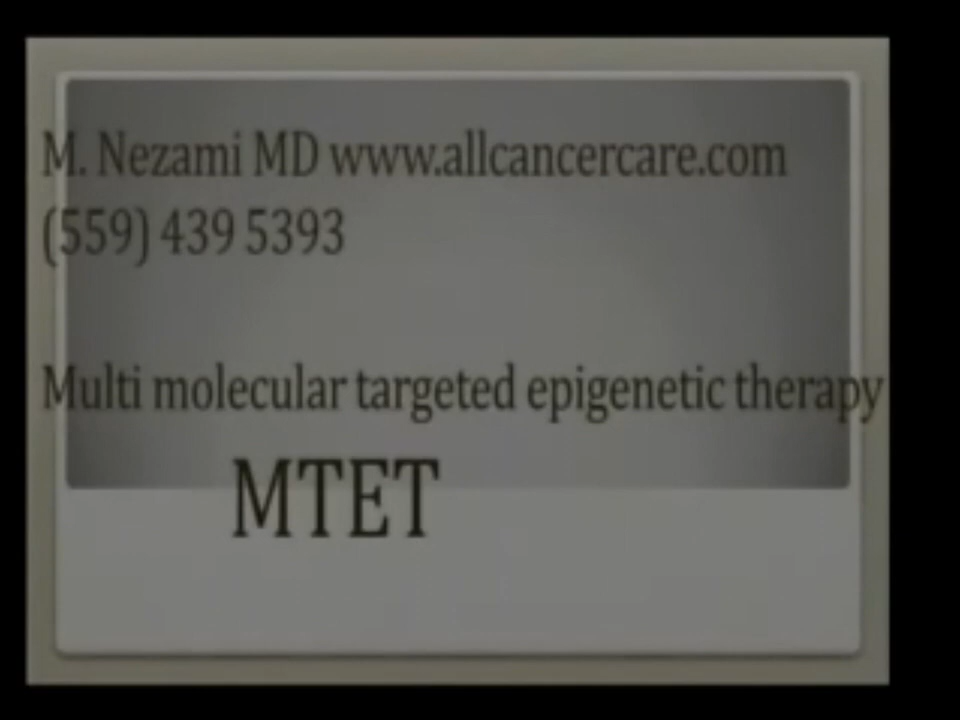 M. Nezami MD www.allcancercare.com
(559) 439 5393
Multi molecular targeted epigenetic therapy
MTET